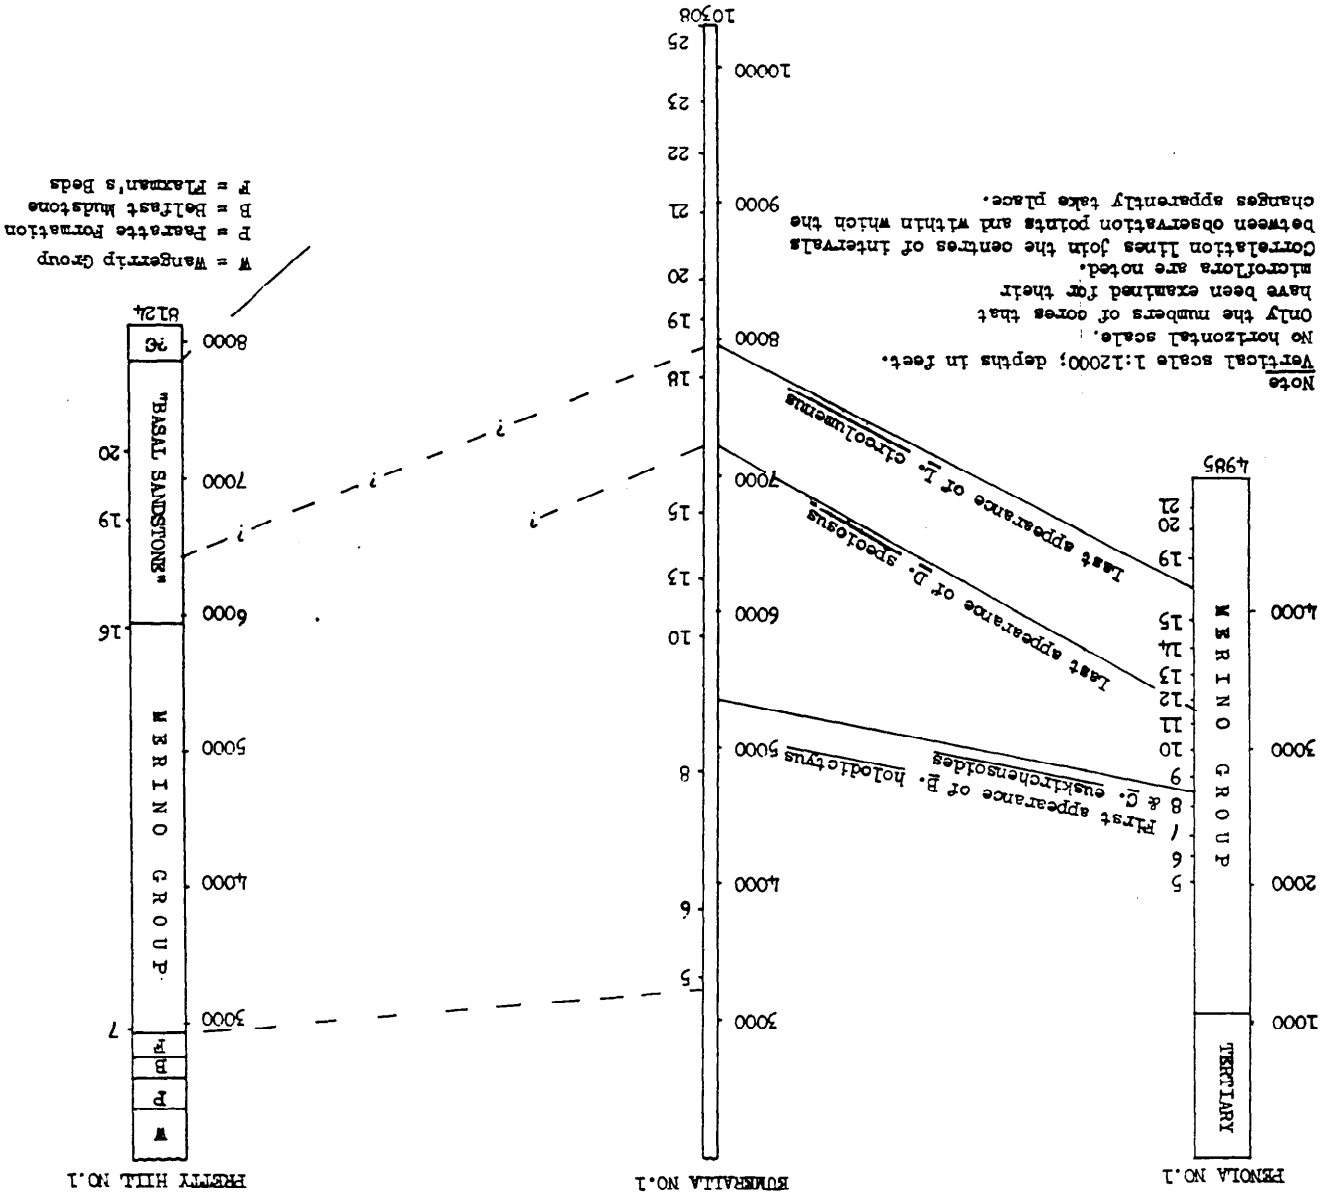 PENOLA NO.1
TERTIARY
MERINO GROUP
1000
2000
3000
4000
5
6
7
8
9
10
11
12
13
14
15
19
20
21
4985
First appearance of B. holodictyus
& C. euskirchensoides
Last appearance of D. speciosus
Last appearance of L. circolumenus
Note
Vertical scale 1:12000; depths in feet.
No horizontal scale.
Only the numbers of cores that
have been examined for their
microflora are noted.
Correlation lines join the centres of intervals
between observation points and within which the
changes apparently take place.
EUMERALLA NO.1
3000
4000
5000
6000
7000
8000
9000
10000
5
6
8
10
13
15
18
19
20
21
22
23
25
10308
?
?
?
?
PRETTY HILL NO.1
W
P
B
F
MERINO GROUP
"BASAL SANDSTONE"
?C
3000
4000
5000
6000
7000
8000
7
16
19
20
8124
W = Wangerrip Group
P = Paaratte Formation
B = Belfast Mudstone
F = Flaxman's Beds